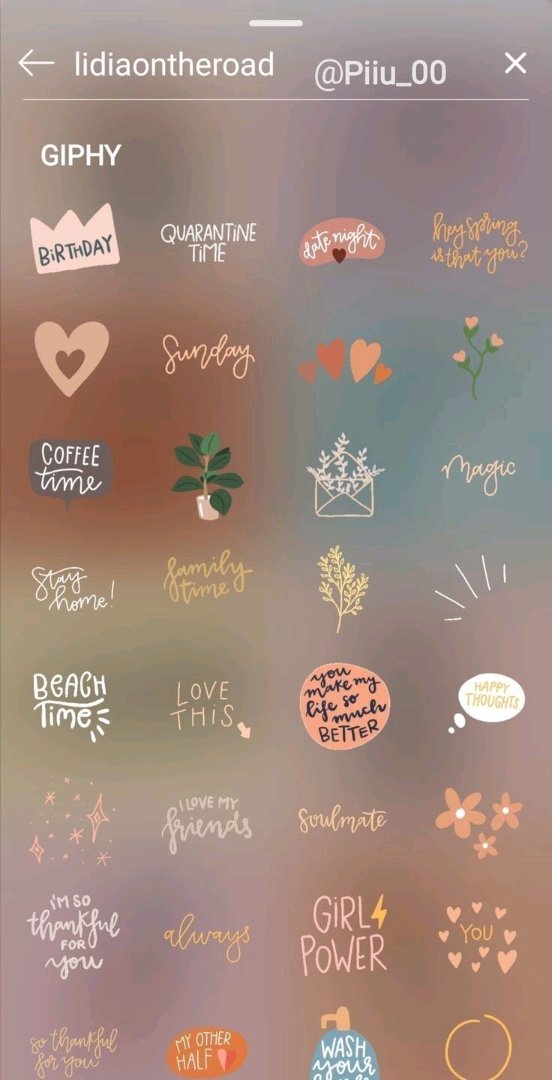 lidiaontheroad
@Piiu_00
GIPHY
BiRTHDAY
QUARANTiNE
TiME
date night
hey spring
is that you?
Sunday
COFFEE
time
magic
Stay
home!
family
time
BEACH
Time
LOVE
THIS
you
make my
life so
much
BETTER
HAPPY
THOUGHTS
I LOVE MY
friends
Soulmate
i'M SO
thankful
FOR
you
always
GiRL
POWER
YOU
so thankful
for you
MY OTHER
HALF
WASH
your